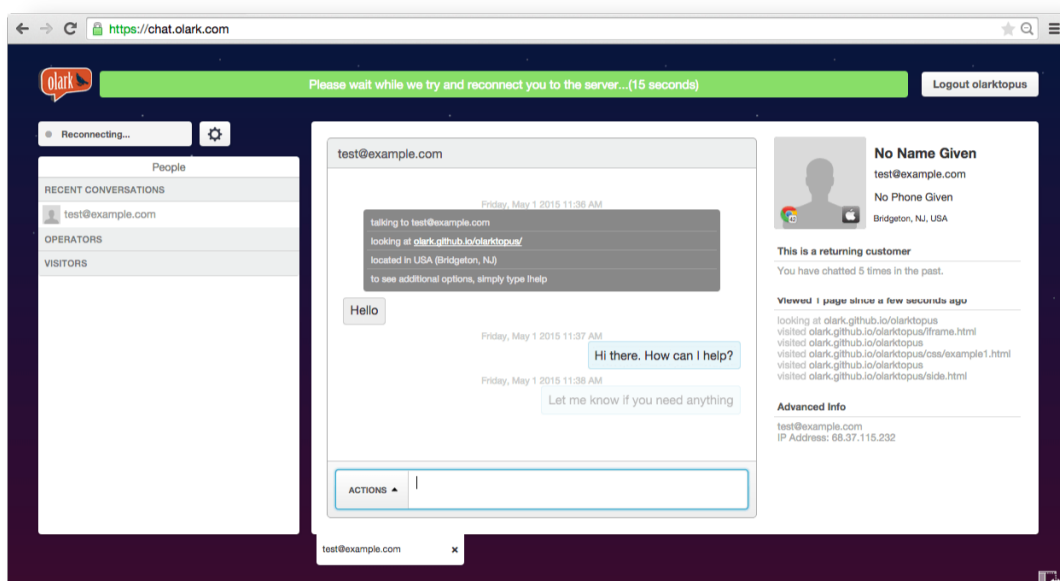 https://chat.olark.com
olark
Please wait while we try and reconnect you to the server...(15 seconds)
Logout olarktopus
Reconnecting...
People
RECENT CONVERSATIONS
test@example.com
OPERATORS
VISITORS
test@example.com
Friday, May 1 2015 11:36 AM
talking to test@example.com
looking at olark.github.io/olarktopus/
located in USA (Bridgeton, NJ)
to see additional options, simply type !help
Hello
Friday, May 1 2015 11:37 AM
Hi there. How can I help?
Friday, May 1 2015 11:38 AM
Let me know if you need anything
ACTIONS
test@example.com
No Name Given
test@example.com
No Phone Given
42
Bridgeton, NJ, USA
This is a returning customer
You have chatted 5 times in the past.
Viewed 1 page since a few seconds ago
looking at olark.github.io/olarktopus
visited olark.github.io/olarktopus/iframe.html
visited olark.github.io/olarktopus
visited olark.github.io/olarktopus/css/example1.html
visited olark.github.io/olarktopus
visited olark.github.io/olarktopus/side.html
Advanced Info
test@example.com
IP Address: 68.37.115.232